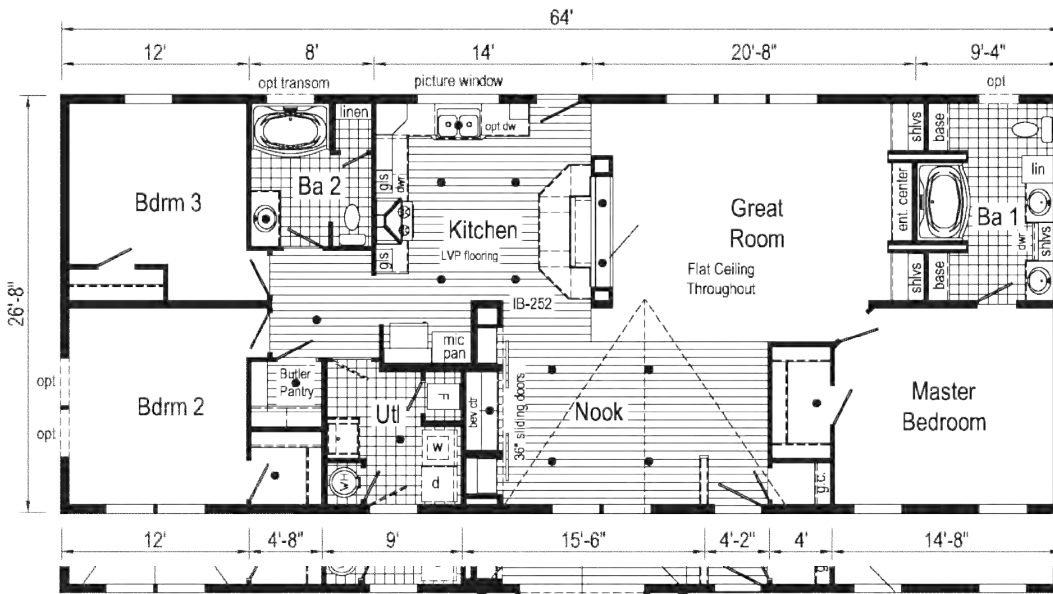 64'
12'
8'
14'
20'-8"
9'-4"
opt transom
picture window
opt
26'-8"
linen
opt dw
shlvs
base
lin
Bdrm 3
Ba 2
gls
dwr
Kitchen
LVP flooring
gls
Great
Room
Flat Ceiling
Throughout
ent. center
Ba 1
dwr
shlvs
shlvs
base
IB-252
mic
pan
opt
opt
Butler
Pantry
Bdrm 2
Utl
F
bev ctr
36" sliding doors
Nook
Master
Bedroom
w
d
WH
g.c.
12'
4'-8"
9'
15'-6"
4'-2"
4'
14'-8"